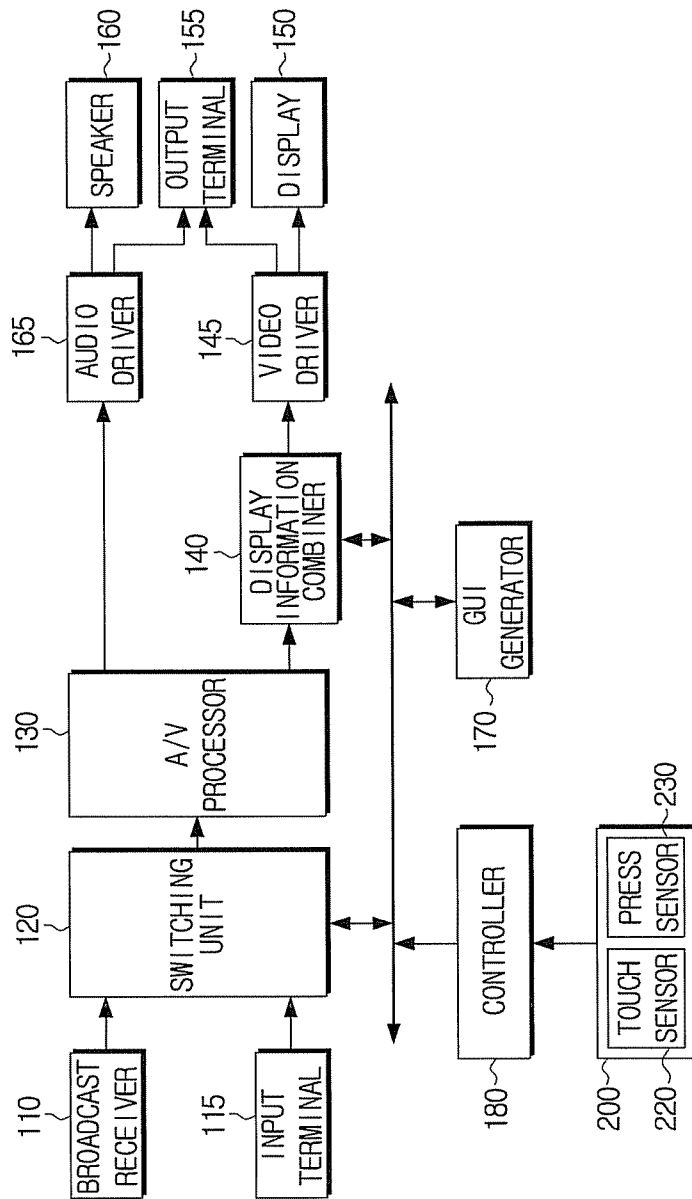 110
BROADCAST
RECEIVER
115
INPUT
TERMINAL
120
SWITCHING
UNIT
130
A/V
PROCESSOR
140
DISPLAY
INFORMATION
COMBINER
165
AUDIO
DRIVER
145
VIDEO
DRIVER
SPEAKER
160
OUTPUT
TERMINAL
155
DISPLAY
150
180
CONTROLLER
170
GUI
GENERATOR
200
220
TOUCH
SENSOR
PRESS
SENSOR
230